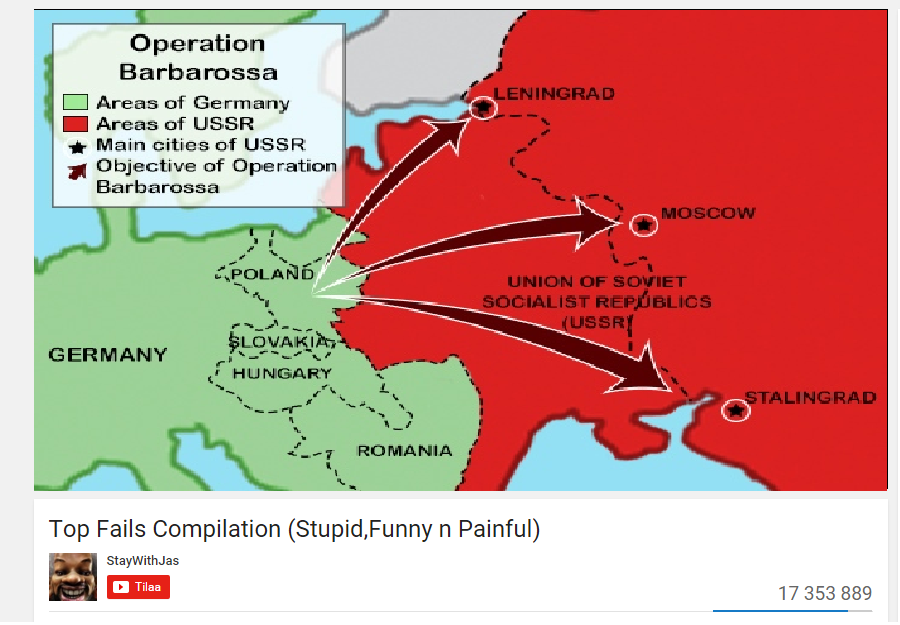 Operation
Barbarossa
Areas of Germany
Areas of USSR
Main cities of USSR
Objective of Operation
Barbarossa
LENINGRAD
MOSCOW
POLAND
UNION OF SOVIET
SOCIALIST REPUBLICS
(USSR)
SLOVAKIA
GERMANY
HUNGARY
STALINGRAD
ROMANIA
Top Fails Compilation (Stupid,Funny n Painful)
StayWithJas
Tilaa
17 353 889